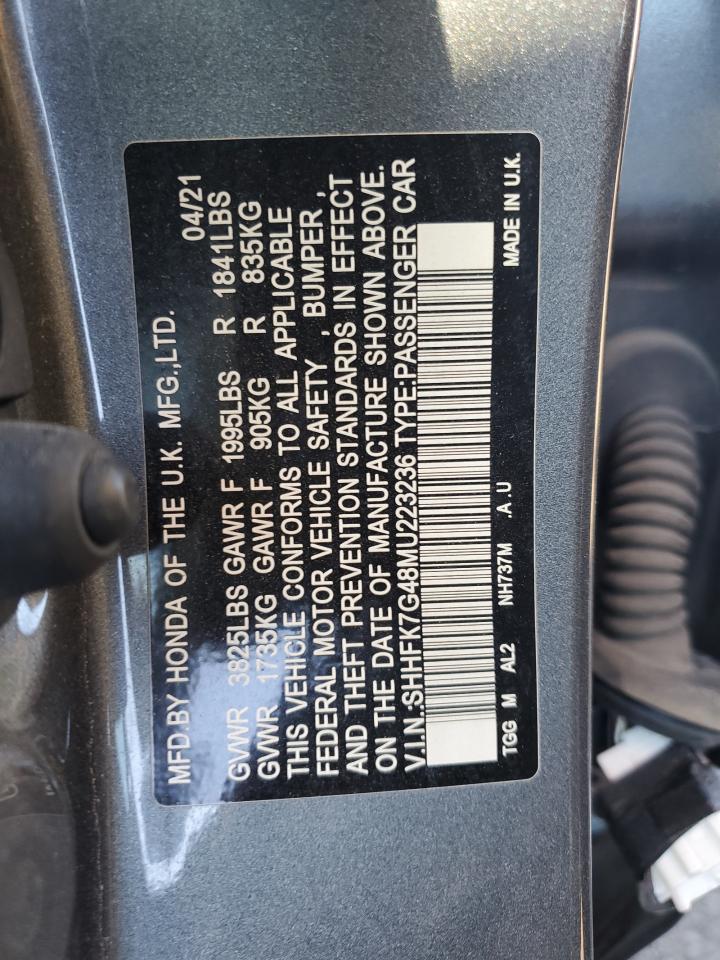 MFD.BY HONDA OF THE U.K. MFG.,LTD. 04/21
GVWR 3825LBS GAWR F 1995LBS R 1841LBS
GVWR 1735KG GAWR F 905KG R 835KG
THIS VEHICLE CONFORMS TO ALL APPLICABLE
FEDERAL MOTOR VEHICLE SAFETY , BUMPER ,
AND THEFT PREVENTION STANDARDS IN EFFECT
ON THE DATE OF MANUFACTURE SHOWN ABOVE.
V.I.N.:SHHFK7G48MU223236 TYPE:PASSENGER CAR
TGG M AL2 NH737M .A.U MADE IN U.K.